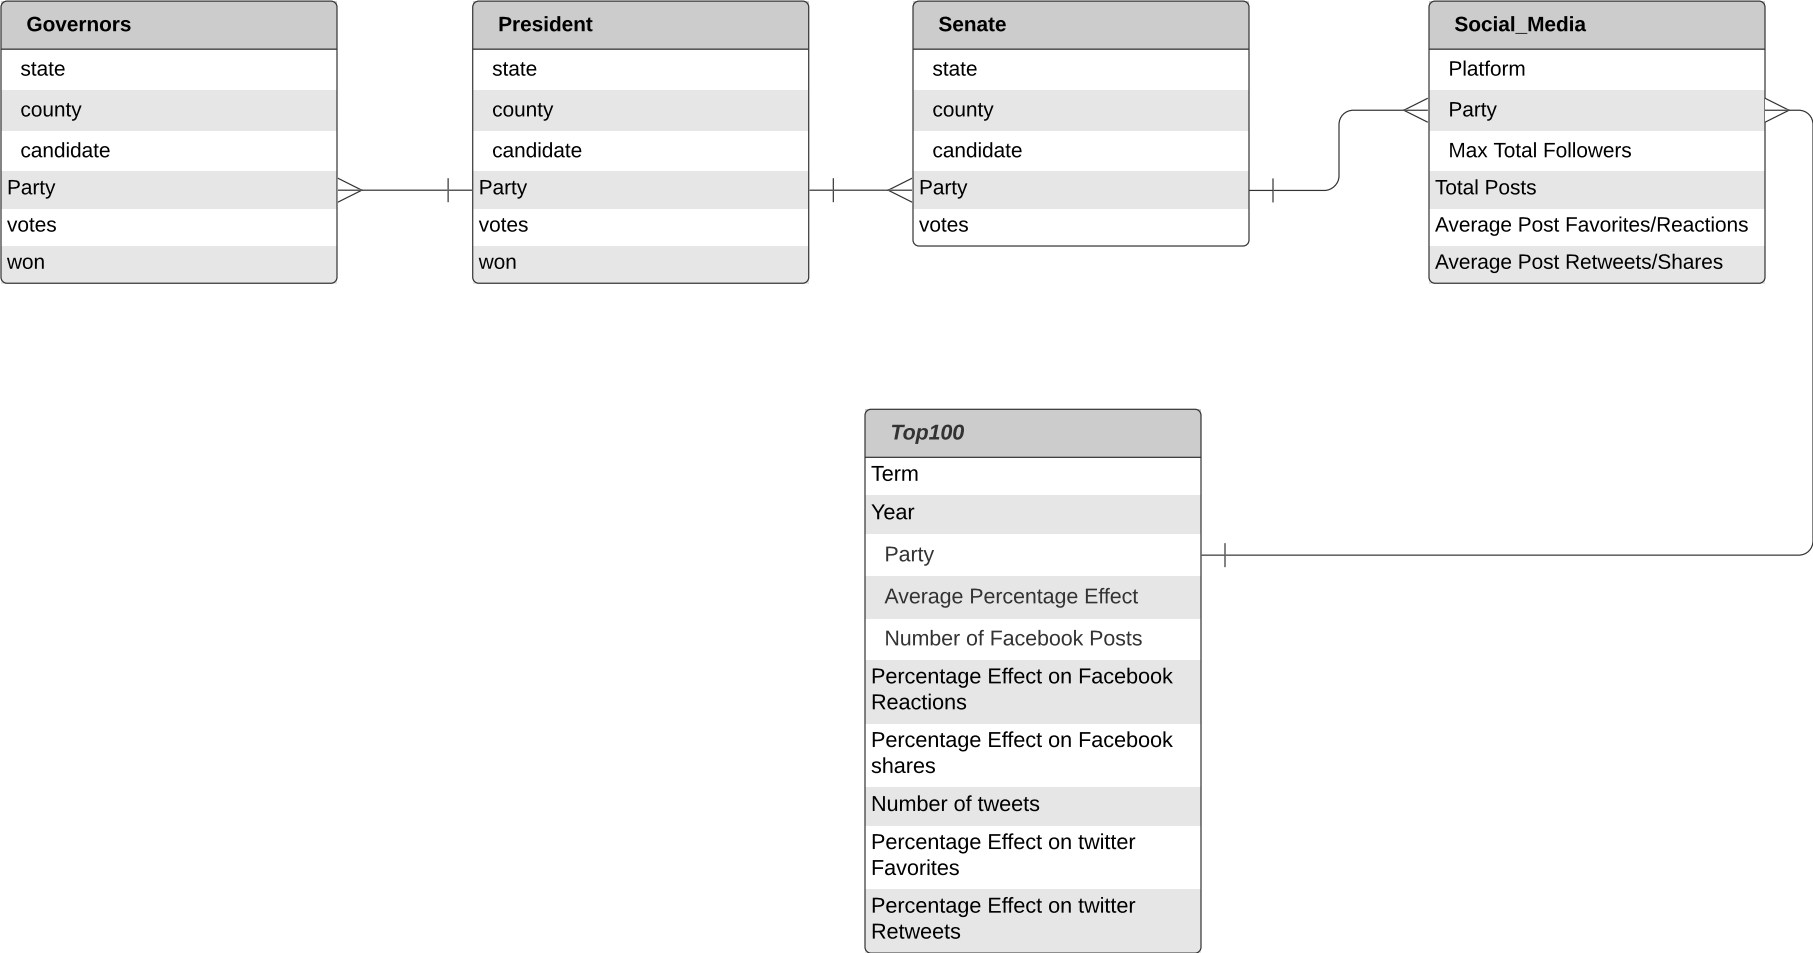 Governors
state
county
candidate
Party
votes
won
President
state
county
candidate
Party
votes
won
Senate
state
county
candidate
Party
votes
Social_Media
Platform
Party
Max Total Followers
Total Posts
Average Post Favorites/Reactions
Average Post Retweets/Shares
Top100
Term
Year
Party
Average Percentage Effect
Number of Facebook Posts
Percentage Effect on Facebook
Reactions
Percentage Effect on Facebook
shares
Number of tweets
Percentage Effect on twitter
Favorites
Percentage Effect on twitter
Retweets